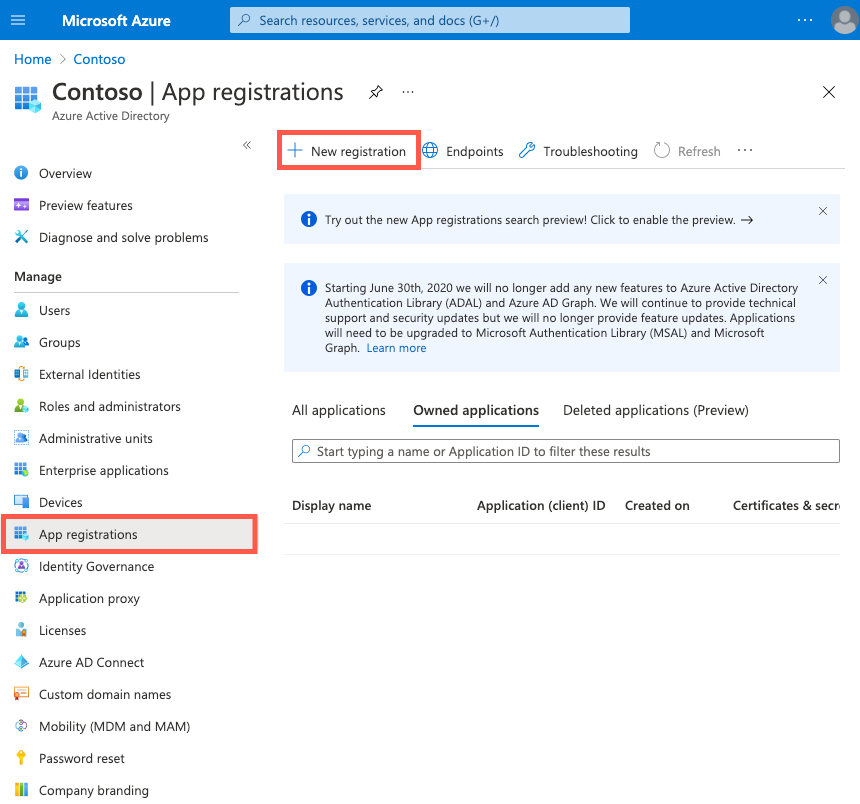 Microsoft Azure
Search resources, services, and docs (G+/)
Home > Contoso
Contoso | App registrations
Azure Active Directory
New registration
Endpoints
Troubleshooting
Refresh
Overview
Preview features
Diagnose and solve problems
Manage
Users
Groups
External Identities
Roles and administrators
Administrative units
Enterprise applications
Devices
App registrations
Identity Governance
Application proxy
Licenses
Azure AD Connect
Custom domain names
Mobility (MDM and MAM)
Password reset
Company branding
Try out the new App registrations search preview! Click to enable the preview. →
Starting June 30th, 2020 we will no longer add any new features to Azure Active Directory
Authentication Library (ADAL) and Azure AD Graph. We will continue to provide technical
support and security updates but we will no longer provide feature updates. Applications
will need to be upgraded to Microsoft Authentication Library (MSAL) and Microsoft
Graph. Learn more
All applications
Owned applications
Deleted applications (Preview)
Start typing a name or Application ID to filter these results
Display name
Application (client) ID
Created on
Certificates & secre